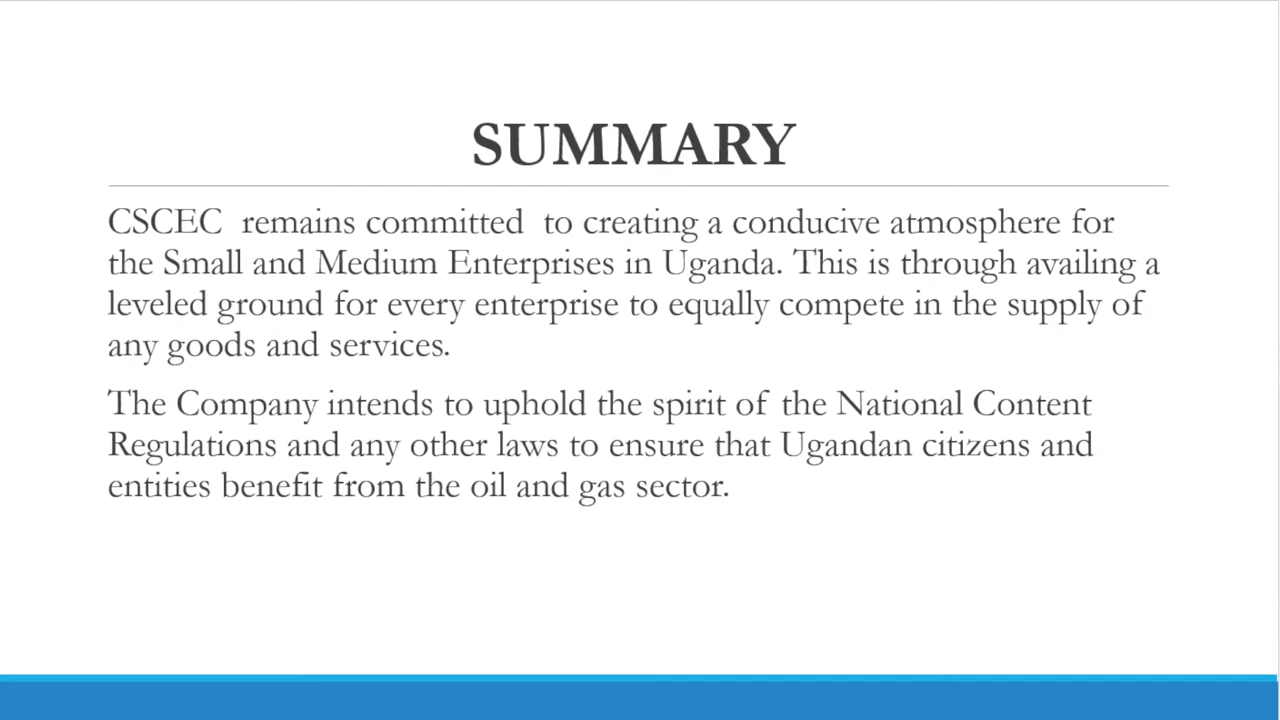 SUMMARY
CSCEC  remains committed  to creating a conducive atmosphere for
the Small and Medium Enterprises in Uganda. This is through availing a
leveled ground for every enterprise to equally compete in the supply of
any goods and services.
The Company intends to uphold the spirit of the National Content
Regulations and any other laws to ensure that Ugandan citizens and
entities benefit from the oil and gas sector.